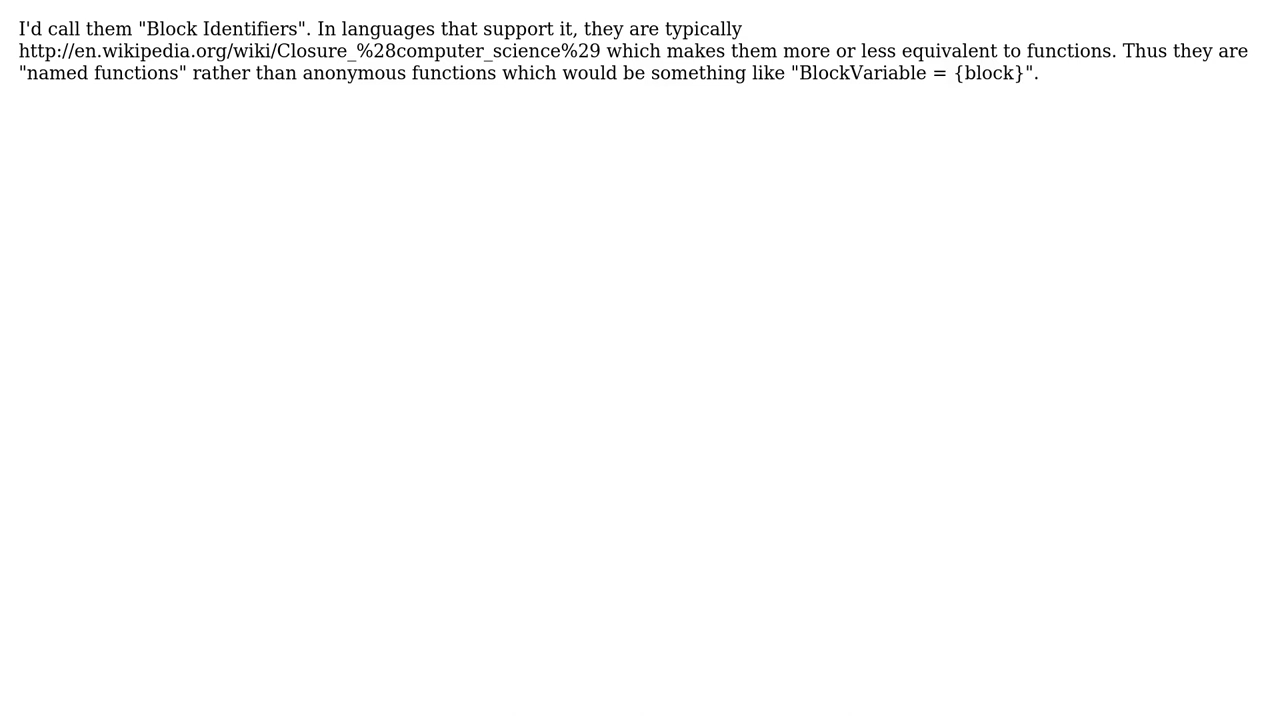 I'd call them "Block Identifiers". In languages that support it, they are typically
http://en.wikipedia.org/wiki/Closure_%28computer_science%29 which makes them more or less equivalent to functions. Thus they are
"named functions" rather than anonymous functions which would be something like "BlockVariable = {block}".